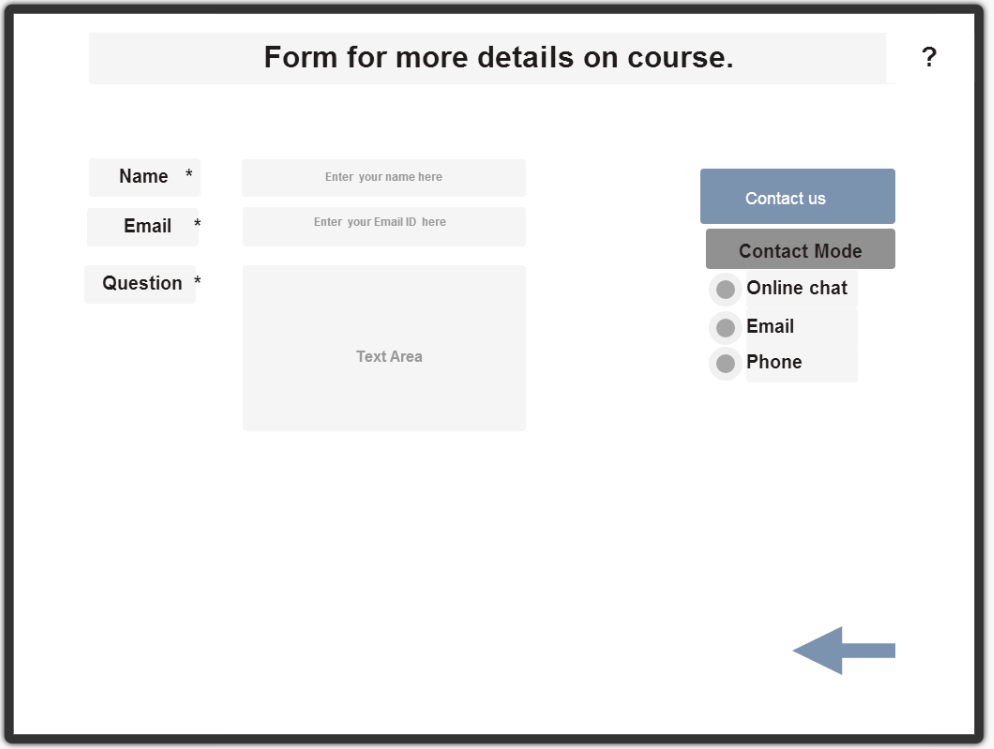 Form for more details on course.
?
Name *
Enter your name here
Email *
Enter your Email ID here
Question *
Text Area
Contact us
Contact Mode
Online chat
Email
Phone